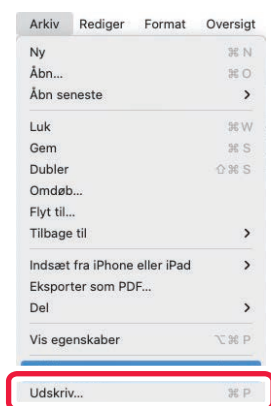 Arkiv Rediger Format Oversigt
Ny ⌘ N
Åbn... ⌘ O
Åbn seneste >
Luk ⌘ W
Gem ⌘ S
Dubler ⇧ ⌘ S
Omdøb...
Flyt til...
Tilbage til >
Indsæt fra iPhone eller iPad >
Eksporter som PDF...
Del >
Vis egenskaber ⌥ ⌘ P
Udskriv... ⌘ P